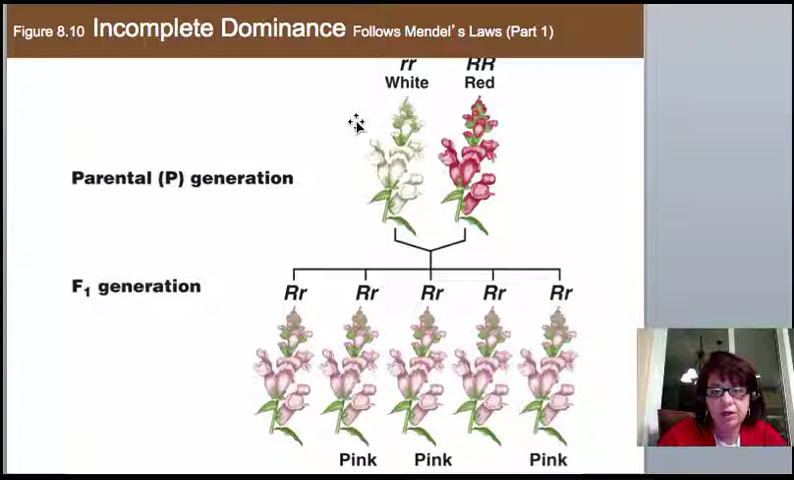 Figure 8.10 Incomplete Dominance Follows Mendel's Laws (Part 1)
rr RR
White Red
Parental (P) generation
F1 generation
Rr Rr Rr Rr Rr
Pink Pink Pink